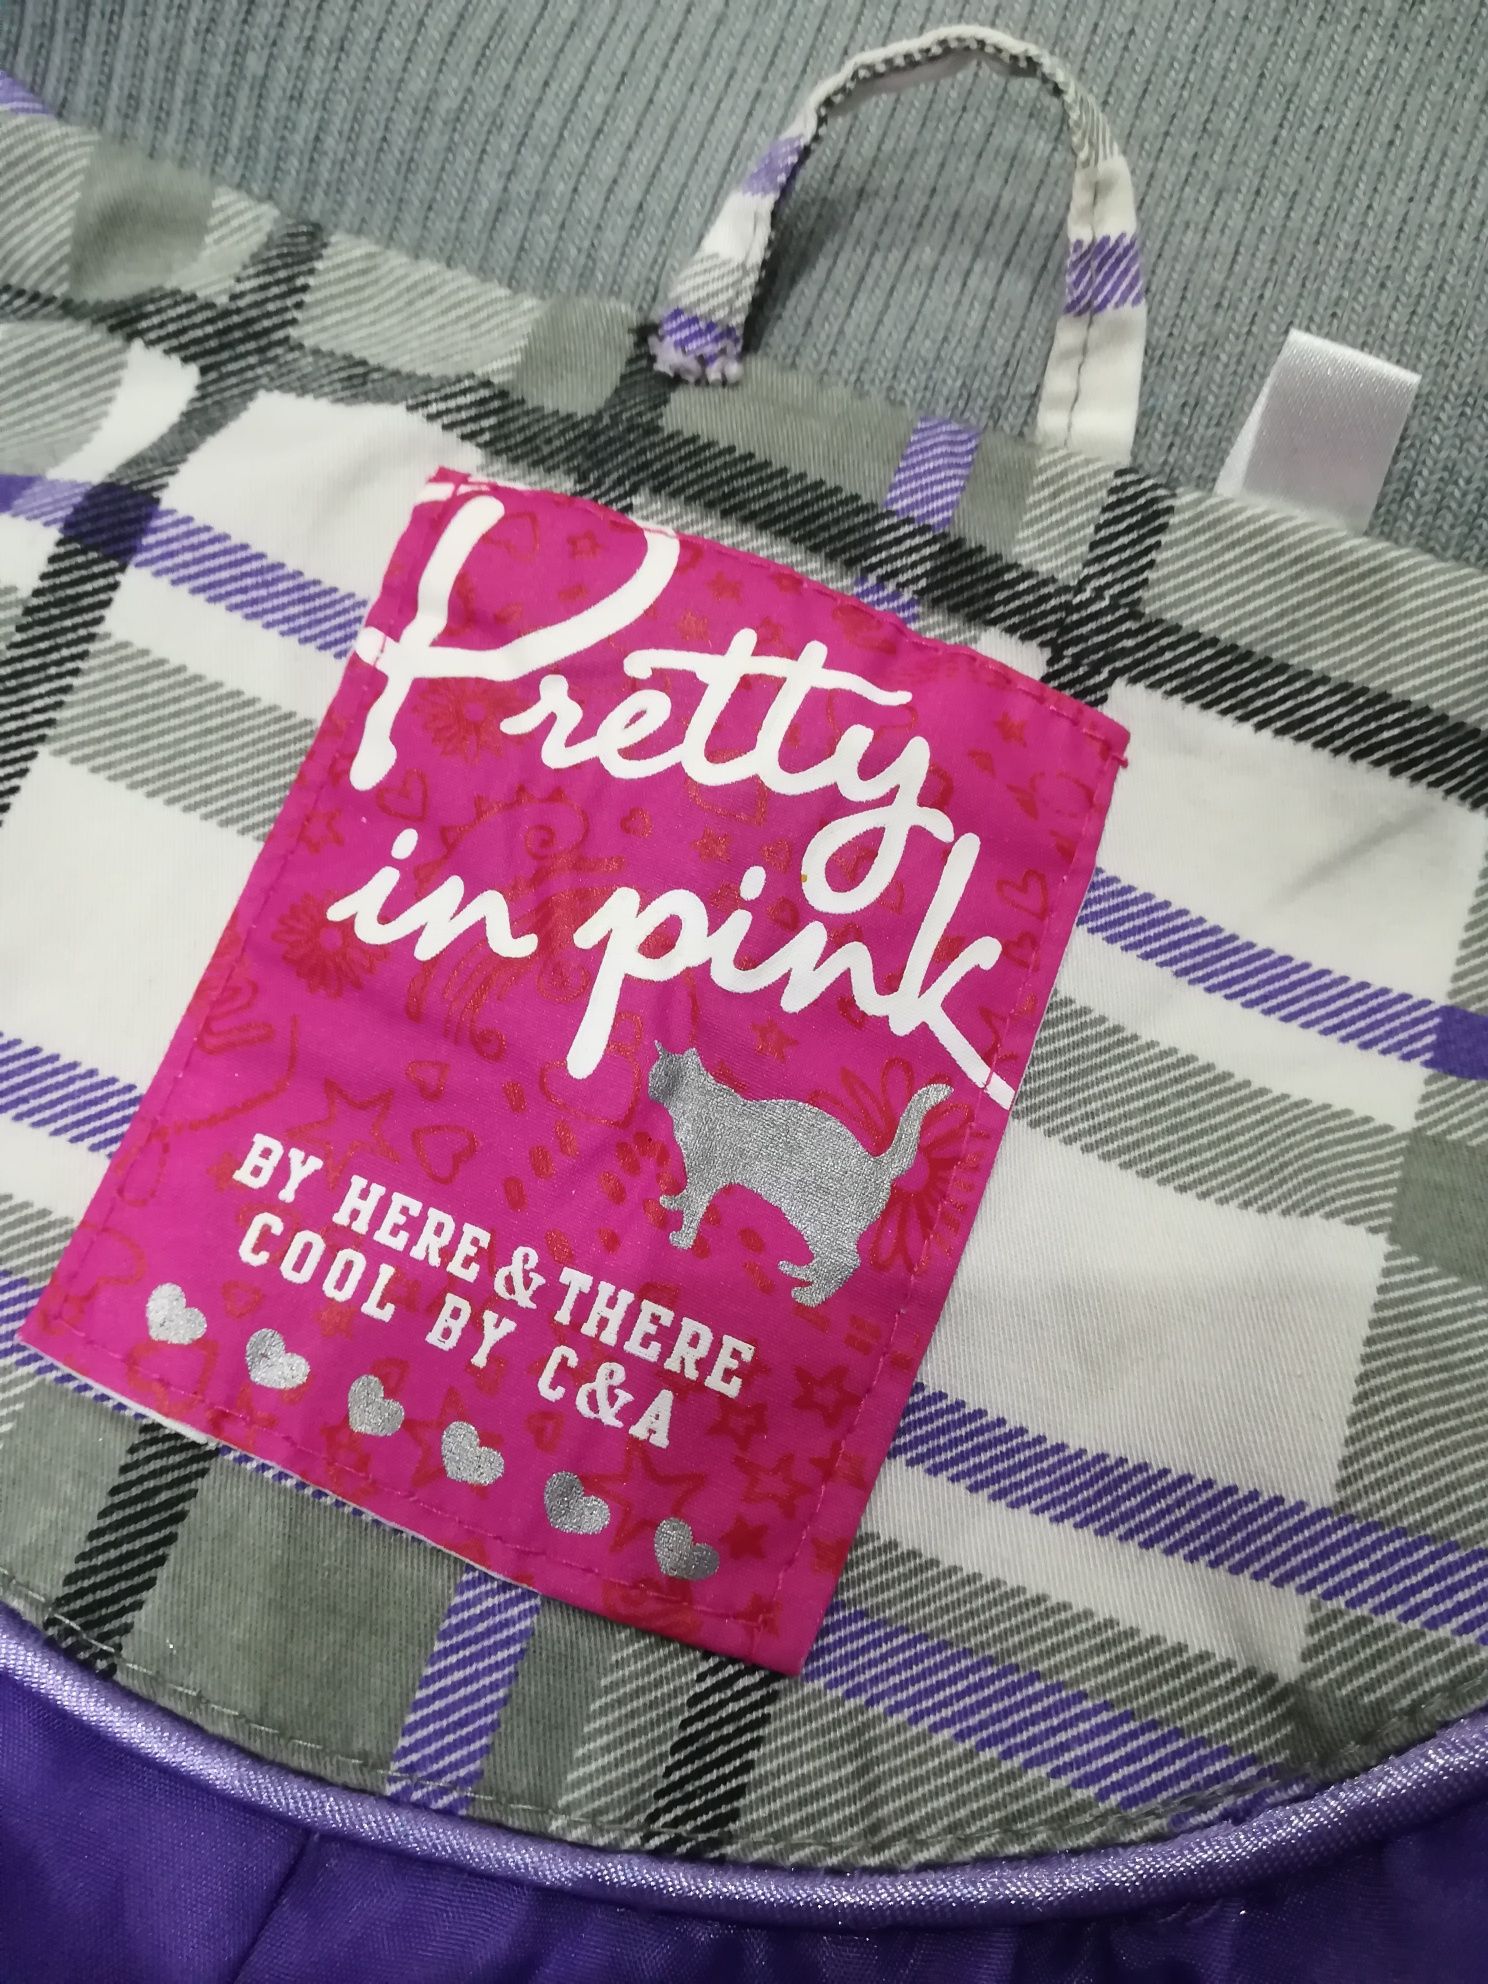 Pretty
in pink
BY HERE & THERE
COOL BY C&A